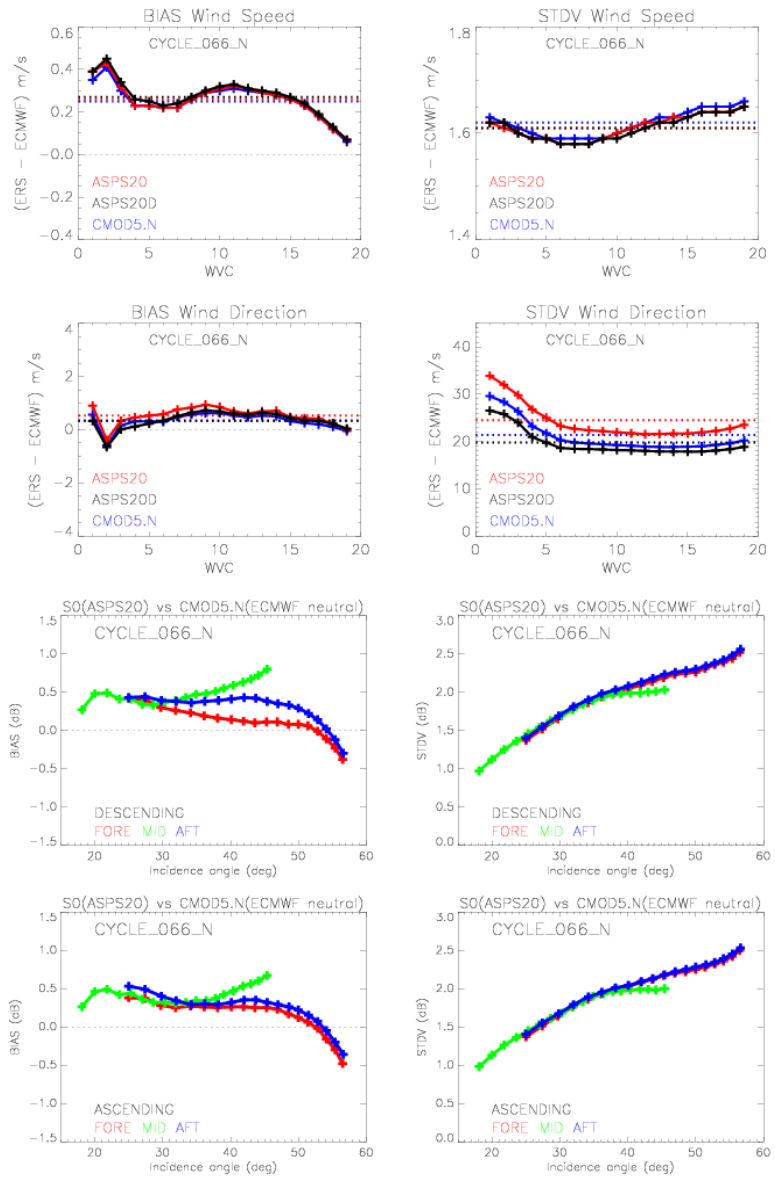 BIAS Wind Speed
CYCLE_066_N
(ERS − ECMWF) m/s
0.6
0.4
0.2
0.0
−0.2
−0.4
ASPS20
ASPS20D
CMOD5.N
0 5 10 15 20
WVC
STDV Wind Speed
CYCLE_066_N
(ERS − ECMWF) m/s
1.8
1.6
1.4
ASPS20
ASPS20D
CMOD5.N
0 5 10 15 20
WVC
BIAS Wind Direction
CYCLE_066_N
(ERS − ECMWF) m/s
4
2
0
−2
−4
ASPS20
ASPS20D
CMOD5.N
0 5 10 15 20
WVC
STDV Wind Direction
CYCLE_066_N
(ERS − ECMWF) m/s
40
30
20
10
0
ASPS20
ASPS20D
CMOD5.N
0 5 10 15 20
WVC
S0(ASPS20) vs CMOD5.N(ECMWF neutral)
CYCLE_066_N
BIAS (dB)
1.5
1.0
0.5
0.0
−0.5
−1.0
−1.5
DESCENDING
FORE MID AFT
20 30 40 50 60
Incidence angle (deg)
S0(ASPS20) vs CMOD5.N(ECMWF neutral)
CYCLE_066_N
STDV (dB)
3.0
2.5
2.0
1.5
1.0
0.5
0.0
DESCENDING
FORE MID AFT
20 30 40 50 60
Incidence angle (deg)
S0(ASPS20) vs CMOD5.N(ECMWF neutral)
CYCLE_066_N
BIAS (dB)
1.5
1.0
0.5
0.0
−0.5
−1.0
−1.5
ASCENDING
FORE MID AFT
20 30 40 50 60
Incidence angle (deg)
S0(ASPS20) vs CMOD5.N(ECMWF neutral)
CYCLE_066_N
STDV (dB)
3.0
2.5
2.0
1.5
1.0
0.5
0.0
ASCENDING
FORE MID AFT
20 30 40 50 60
Incidence angle (deg)